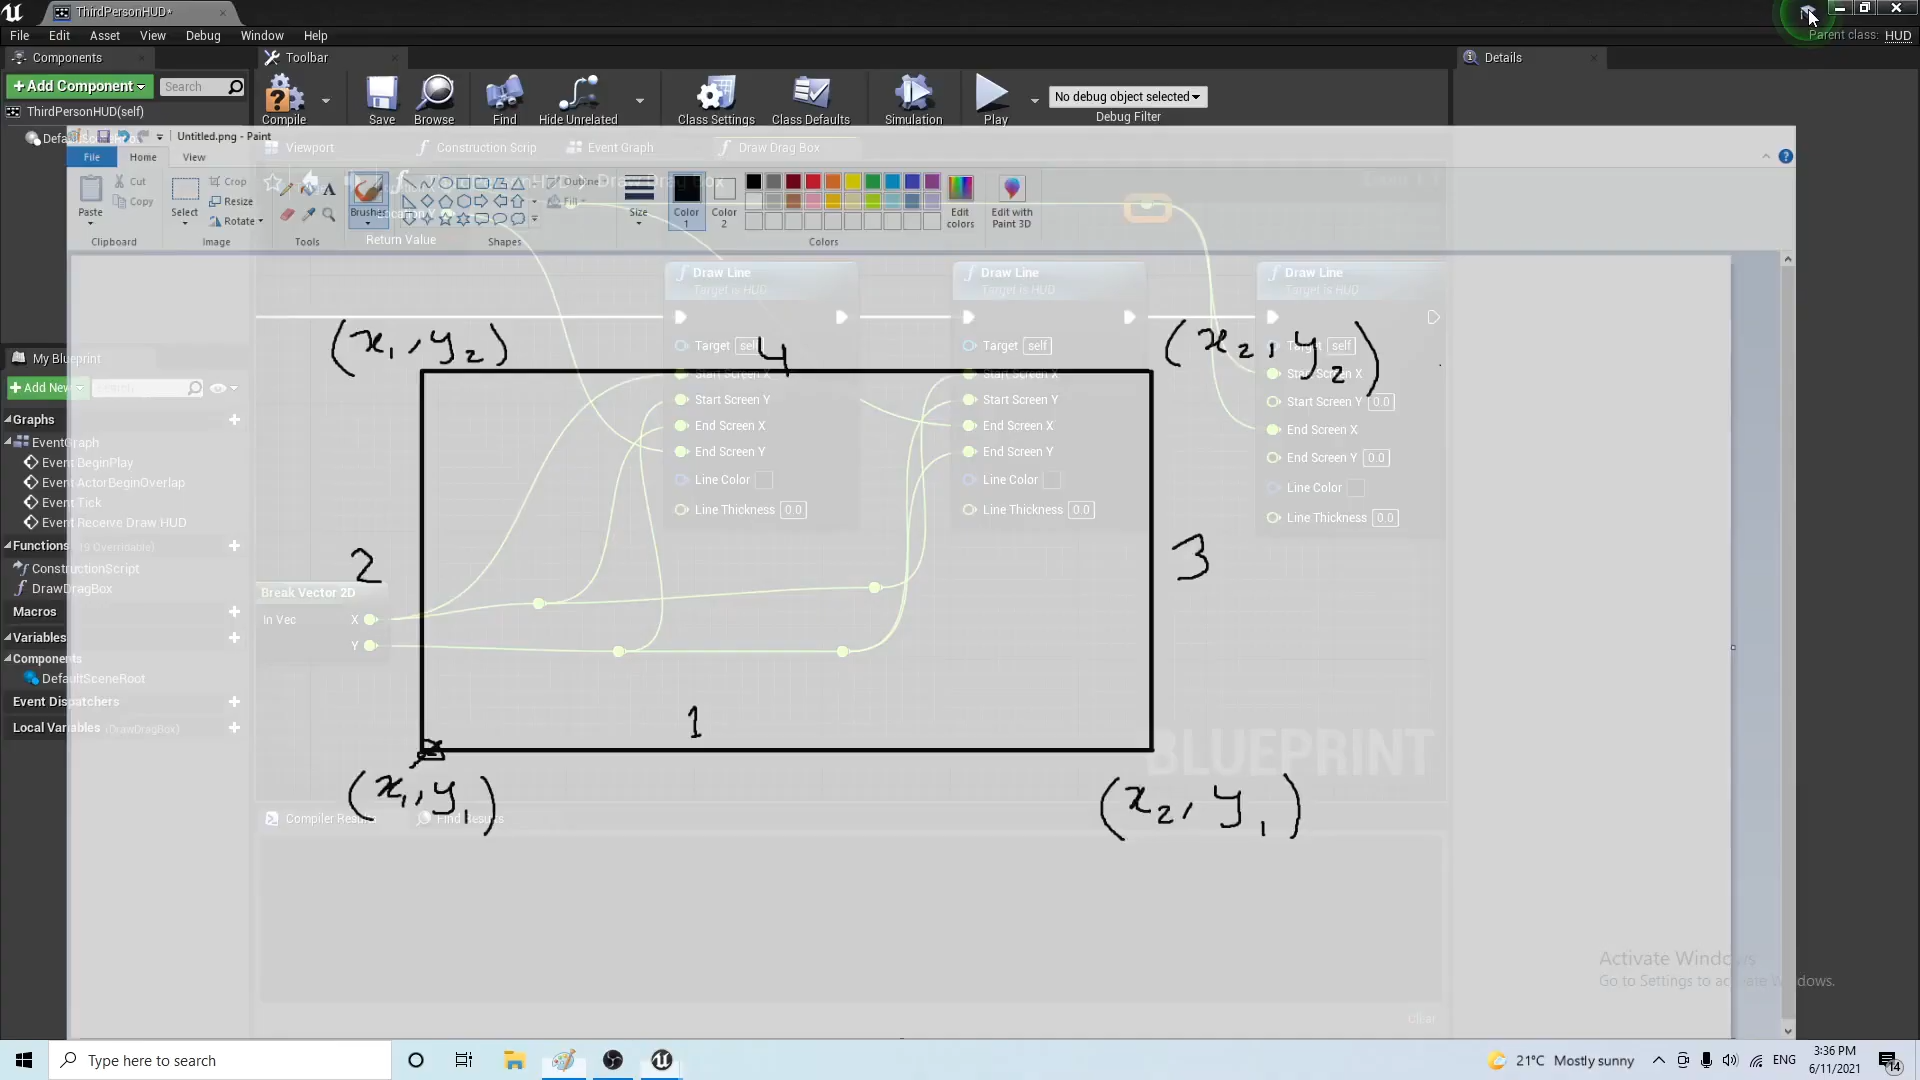 ThirdPersonHUD*
File Edit Asset View Debug Window Help
Parent class: HUD
Components
Toolbar
Details
Add Component
Search
ThirdPersonHUD(self)
Compile
Save
Browse
Find
Hide Unrelated
Class Settings
Class Defaults
Simulation
Play
No debug object selected
Debug Filter
Untitled.png - Paint
Viewport
Construction Scrip
Event Graph
Draw Drag Box
File
Home
View
Paste
Cut
Copy
Clipboard
Select
Crop
Resize
Rotate
Image
Tools
Brushes
Shapes
Outline
Fill
Size
Color 1
Color 2
Edit colors
Edit with Paint 3D
Colors
Return Value
Draw Line
Target is HUD
Target self
Start Screen X
Start Screen Y
End Screen X
End Screen Y
Line Color
Line Thickness 0.0
Draw Line
Target is HUD
Target self
Start Screen X
Start Screen Y
End Screen X
End Screen Y
Line Color
Line Thickness 0.0
Draw Line
Target is HUD
Target self
Start Screen X
Start Screen Y 0.0
End Screen X
End Screen Y 0.0
Line Color
Line Thickness 0.0
(x1, y2)
4
(x2, y2)
2
3
1
(x1, y1)
(x2, y1)
Break Vector 2D
In Vec X
Y
BLUEPRINT
My Blueprint
Add New
Search
Graphs
EventGraph
Event BeginPlay
Event ActorBeginOverlap
Event Tick
Event Receive Draw HUD
Functions (19 Overridable)
ConstructionScript
DrawDragBox
Macros
Variables
Components
DefaultSceneRoot
Event Dispatchers
Local Variables (DrawDragBox)
Compiler Results
Find Results
Clear
Activate Windows
Go to Settings to activate Windows.
Type here to search
21°C Mostly sunny
ENG
3:36 PM
6/11/2021
14